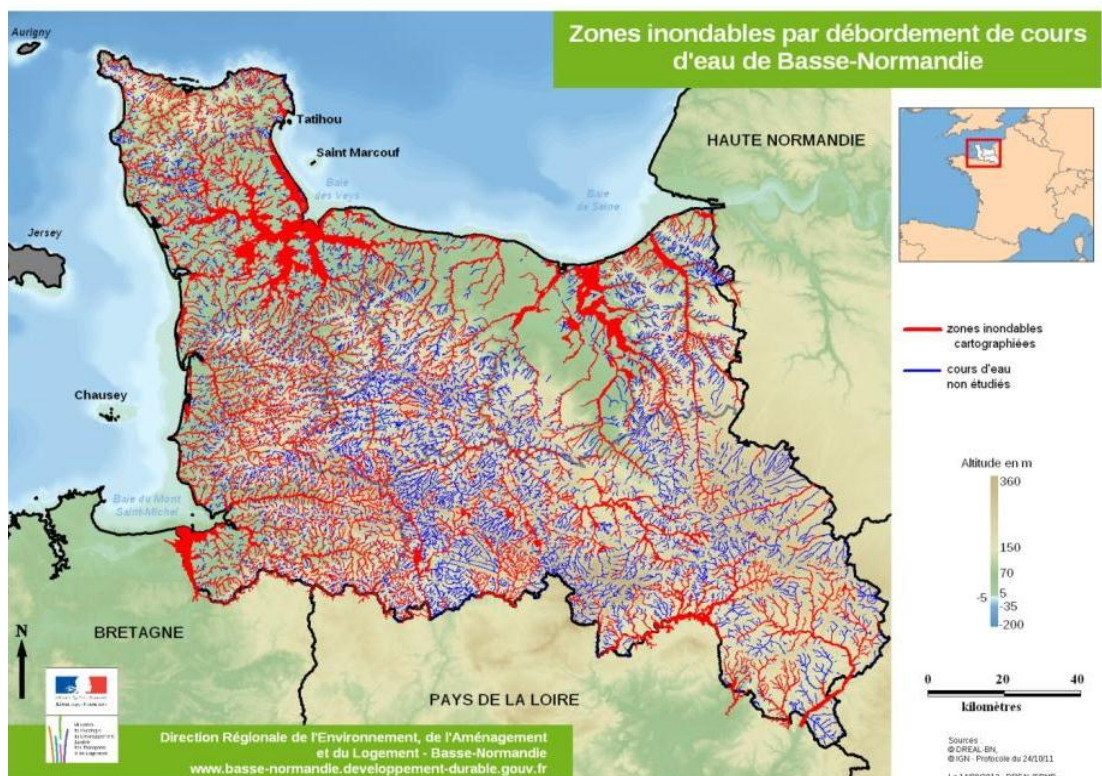 Zones inondables par débordement de cours
d'eau de Basse-Normandie
Aurigny
Tatihou
Saint Marcouf
HAUTE NORMANDIE
Baie
des Veys
Baie
de Seine
Jersey
zones inondables
cartographiées
cours d'eau
non étudiés
Chausey
Altitude en m
360
150
70
5
-5
-35
-200
Baie du Mont
Saint-Michel
N
BRETAGNE
PAYS DE LA LOIRE
0 20 40
kilomètres
Direction Régionale de l'Environnement, de l'Aménagement
et du Logement - Basse-Normandie
www.basse-normandie.developpement-durable.gouv.fr
Sources :
© DREAL-BN,
© IGN - Protocole du 24/10/11